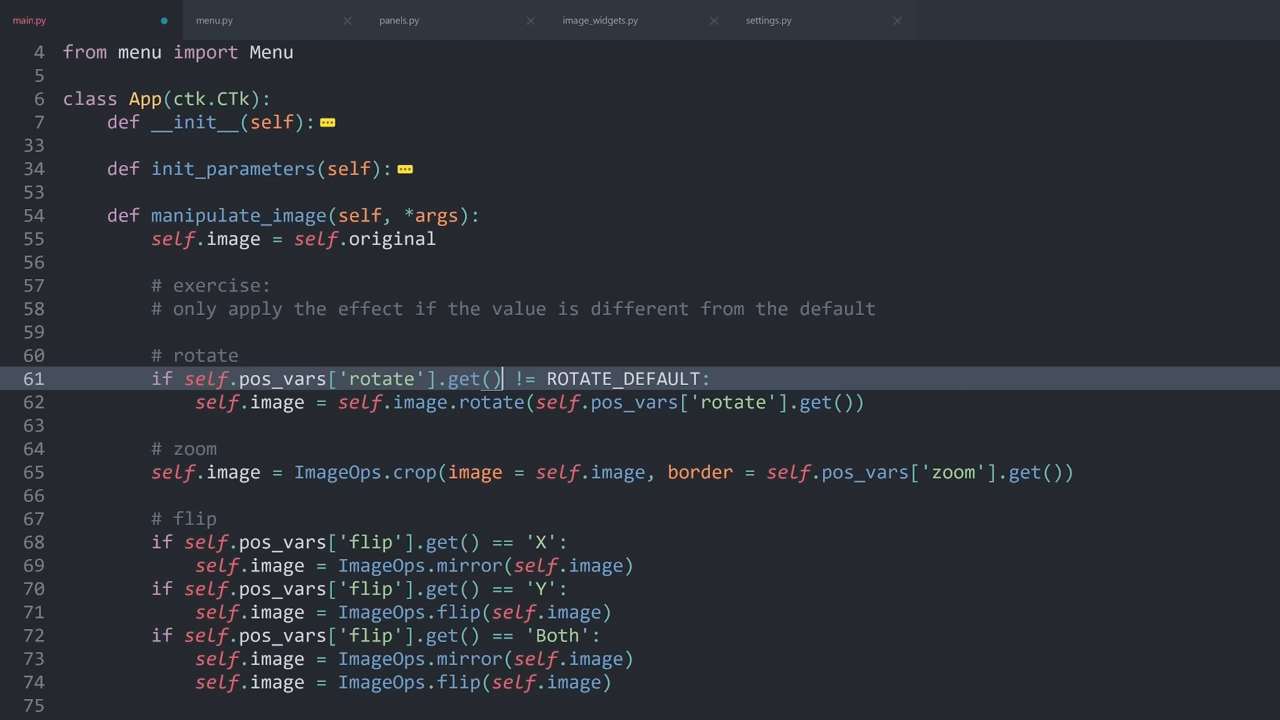 main.py menu.py panels.py image_widgets.py settings.py
4 from menu import Menu
5
6 class App(ctk.CTk):
7     def __init__(self):
33
34     def init_parameters(self):
53
54     def manipulate_image(self, *args):
55         self.image = self.original
56
57         # exercise:
58         # only apply the effect if the value is different from the default
59
60         # rotate
61         if self.pos_vars['rotate'].get() != ROTATE_DEFAULT:
62             self.image = self.image.rotate(self.pos_vars['rotate'].get())
63
64         # zoom
65         self.image = ImageOps.crop(image = self.image, border = self.pos_vars['zoom'].get())
66
67         # flip
68         if self.pos_vars['flip'].get() == 'X':
69             self.image = ImageOps.mirror(self.image)
70         if self.pos_vars['flip'].get() == 'Y':
71             self.image = ImageOps.flip(self.image)
72         if self.pos_vars['flip'].get() == 'Both':
73             self.image = ImageOps.mirror(self.image)
74             self.image = ImageOps.flip(self.image)
75